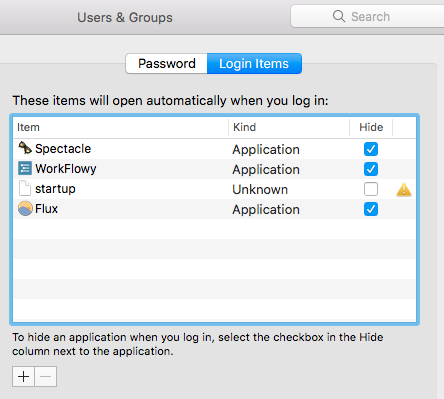 Users & Groups
Search
Password Login Items
These items will open automatically when you log in:
Item Kind Hide
Spectacle Application
WorkFlowy Application
startup Unknown
Flux Application
To hide an application when you log in, select the checkbox in the Hide
column next to the application.
+ −